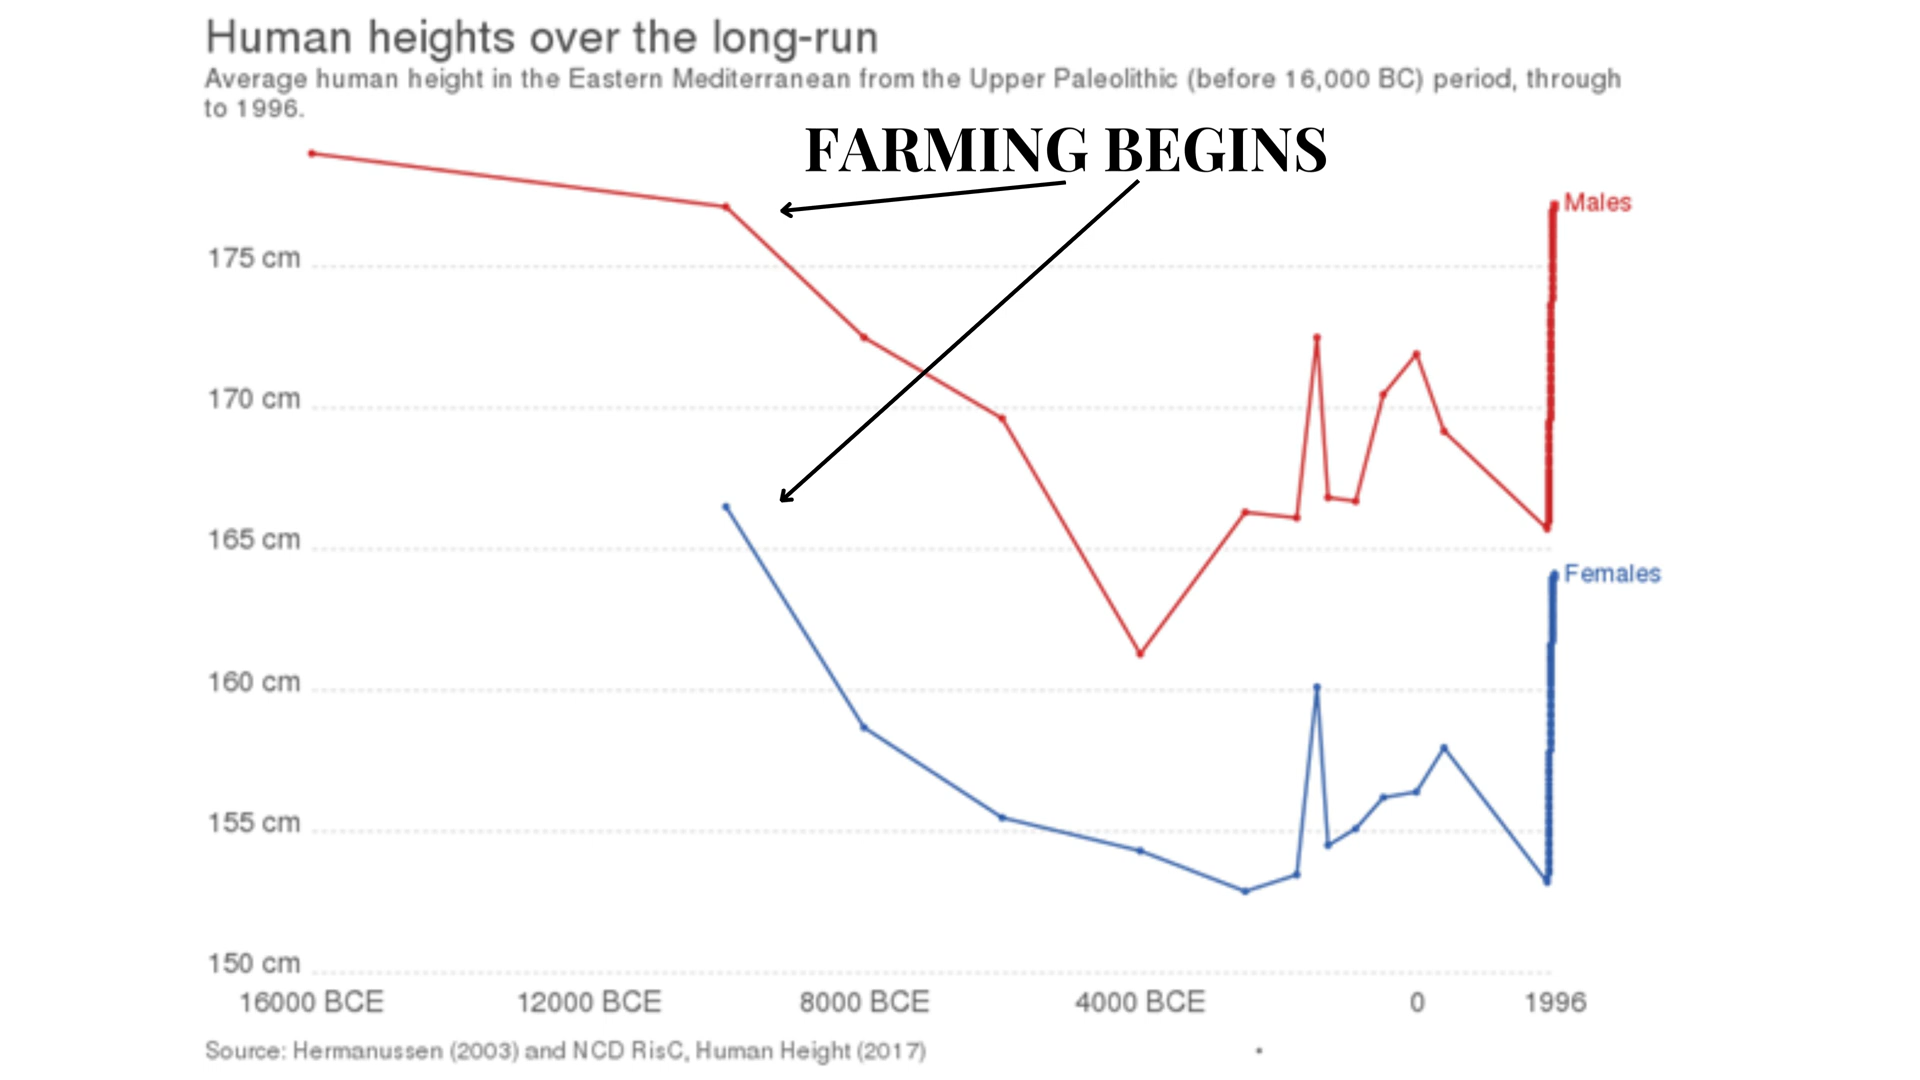 Human heights over the long-run
Average human height in the Eastern Mediterranean from the Upper Paleolithic (before 16,000 BC) period, through
to 1996.
FARMING BEGINS
Males
175 cm
170 cm
165 cm
Females
160 cm
155 cm
150 cm
16000 BCE 12000 BCE 8000 BCE 4000 BCE 0 1996
Source: Hermanussen (2003) and NCD RisC, Human Height (2017)